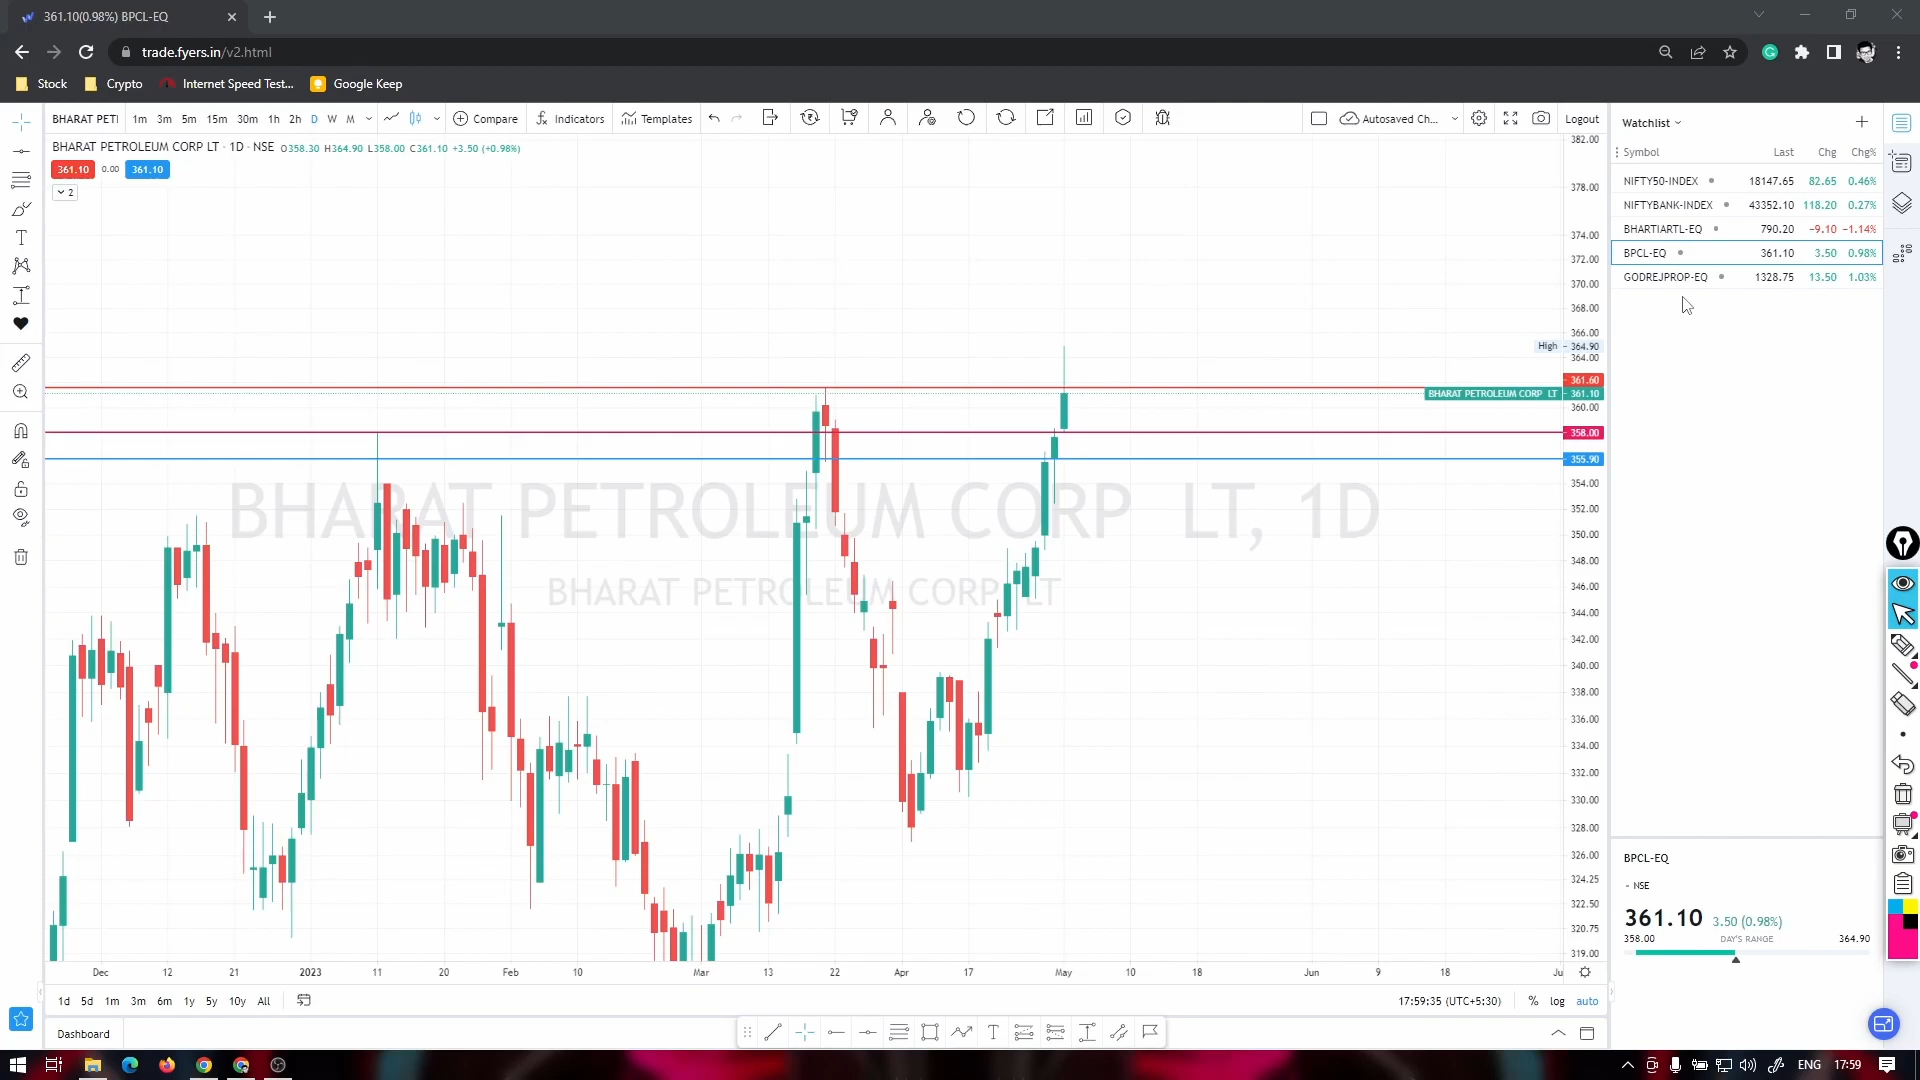 361.10(0.98%) BPCL-EQ
trade.fyers.in/v2.html
Stock Crypto Internet Speed Test... Google Keep
BHARAT PETI 1m 3m 5m 15m 30m 1h 2h D W M Compare Indicators Templates Autosaved Ch... Logout
BHARAT PETROLEUM CORP LT · 1D · NSE O358.30 H364.90 L358.00 C361.10 +3.50 (+0.98%)
361.10 0.00 361.10
2
Watchlist
Symbol Last Chg Chg%
NIFTY50-INDEX 18147.65 82.65 0.46%
NIFTYBANK-INDEX 43352.10 118.20 0.27%
BHARTIARTL-EQ 790.20 -9.10 -1.14%
BPCL-EQ 361.10 3.50 0.98%
GODREJPROP-EQ 1328.75 13.50 1.03%
382.00
378.00
374.00
372.00
370.00
368.00
366.00
High 364.90
364.00
361.60
BHARAT PETROLEUM CORP LT 361.10
360.00
358.00
355.90
354.00
352.00
350.00
348.00
346.00
344.00
342.00
340.00
338.00
336.00
334.00
332.00
330.00
328.00
326.00
324.25
322.50
320.75
319.00
BHARAT PETROLEUM CORP LT, 1D
BHARAT PETROLEUM CORP LT
Dec 12 21 2023 11 20 Feb 10 Mar 13 22 Apr 17 May 10 18 Jun 9 18 Ju
1d 5d 1m 3m 6m 1y 5y 10y All 17:59:35 (UTC+5:30) % log auto
Dashboard
BPCL-EQ
- NSE
361.10 3.50 (0.98%)
358.00 DAY'S RANGE 364.90
ENG 17:59